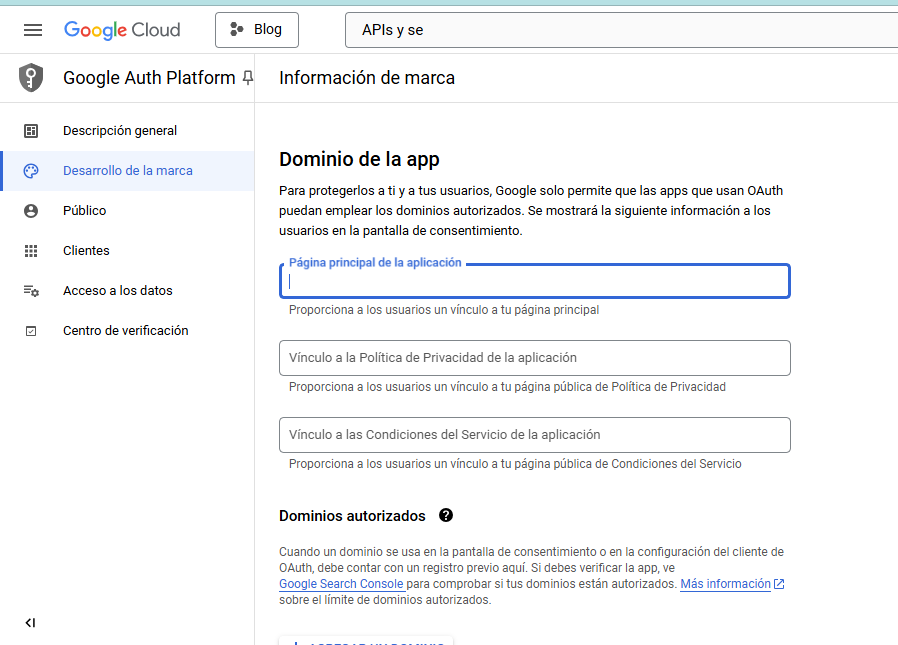 Google Cloud
Blog
APIs y se
Google Auth Platform
Información de marca
Descripción general
Desarrollo de la marca
Público
Clientes
Acceso a los datos
Centro de verificación
Dominio de la app
Para protegerlos a ti y a tus usuarios, Google solo permite que las apps que usan OAuth
puedan emplear los dominios autorizados. Se mostrará la siguiente información a los
usuarios en la pantalla de consentimiento.
Página principal de la aplicación
Proporciona a los usuarios un vínculo a tu página principal
Vínculo a la Política de Privacidad de la aplicación
Proporciona a los usuarios un vínculo a tu página pública de Política de Privacidad
Vínculo a las Condiciones del Servicio de la aplicación
Proporciona a los usuarios un vínculo a tu página pública de Condiciones del Servicio
Dominios autorizados
Cuando un dominio se usa en la pantalla de consentimiento o en la configuración del cliente de
OAuth, debe contar con un registro previo aquí. Si debes verificar la app, ve
Google Search Console para comprobar si tus dominios están autorizados. Más información
sobre el límite de dominios autorizados.
+ AGREGAR UN DOMINIO